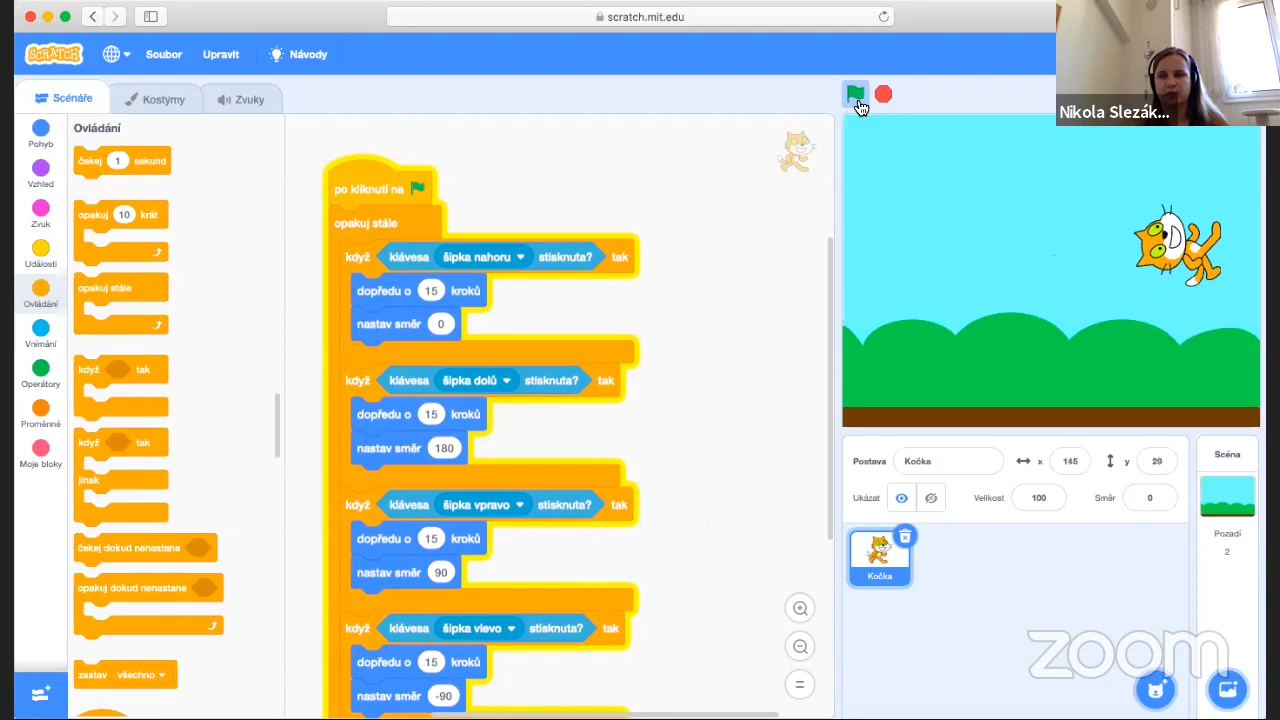 scratch.mit.edu
SCRATCH
Soubor
Upravit
Návody
Scénáře
Kostýmy
Zvuky
Nikola Slezák...
Pohyb
Vzhled
Zvuk
Události
Ovládání
Vnímání
Operátory
Proměnné
Moje bloky
Ovládání
čekej 1 sekund
opakuj 10 krát
opakuj stále
když tak
když tak
jinak
čekej dokud nenastane
opakuj dokud nenastane
zastav všechno
po kliknutí na
opakuj stále
když klávesa šipka nahoru stisknuta? tak
dopředu o 15 kroků
nastav směr 0
když klávesa šipka dolů stisknuta? tak
dopředu o 15 kroků
nastav směr 180
když klávesa šipka vpravo stisknuta? tak
dopředu o 15 kroků
nastav směr 90
když klávesa šipka vlevo stisknuta? tak
dopředu o 15 kroků
nastav směr -90
Postava Kočka x 145 y 29
Ukázat Velikost 100 Směr 0
Kočka
Scéna
Pozadí
2
zoom